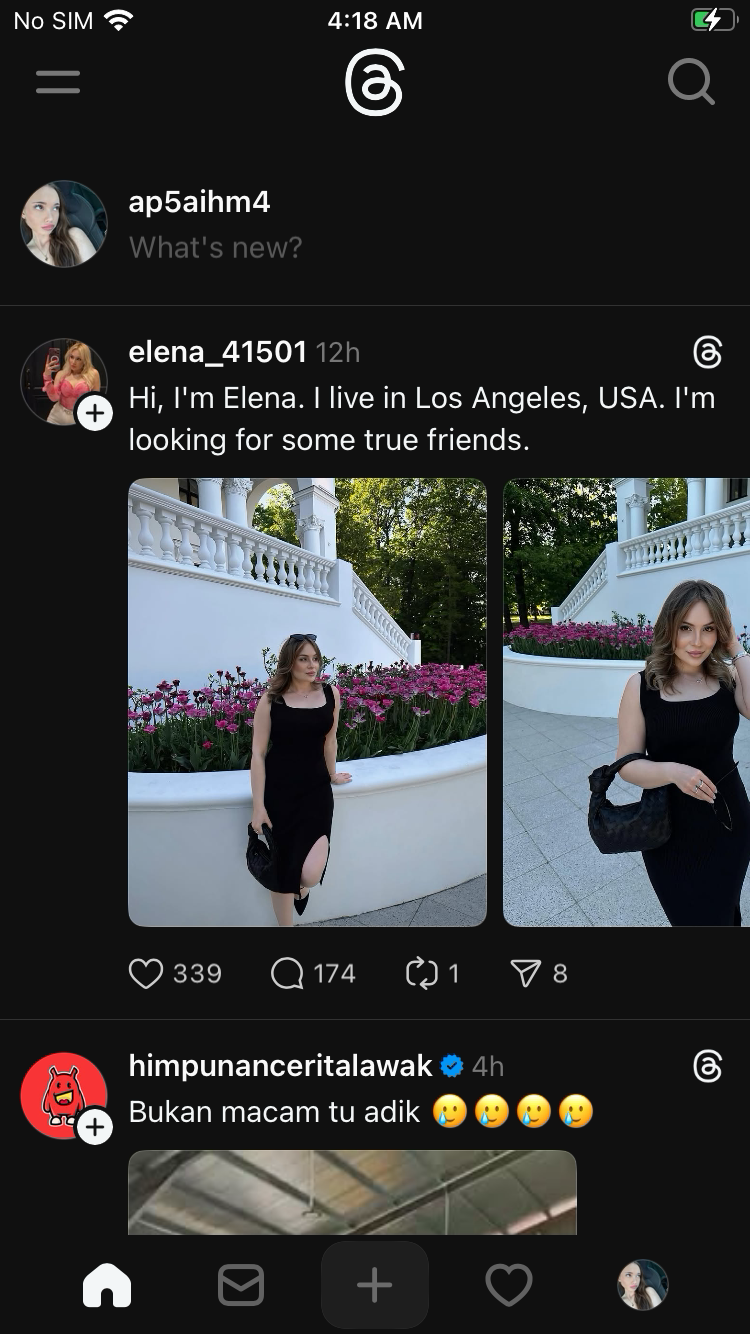 No SIM 4:18 AM
ap5aihm4
What's new?
elena_41501 12h
Hi, I'm Elena. I live in Los Angeles, USA. I'm
looking for some true friends.
339 174 1 8
himpunanceritalawak 4h
Bukan macam tu adik 🥲🥲🥲🥲